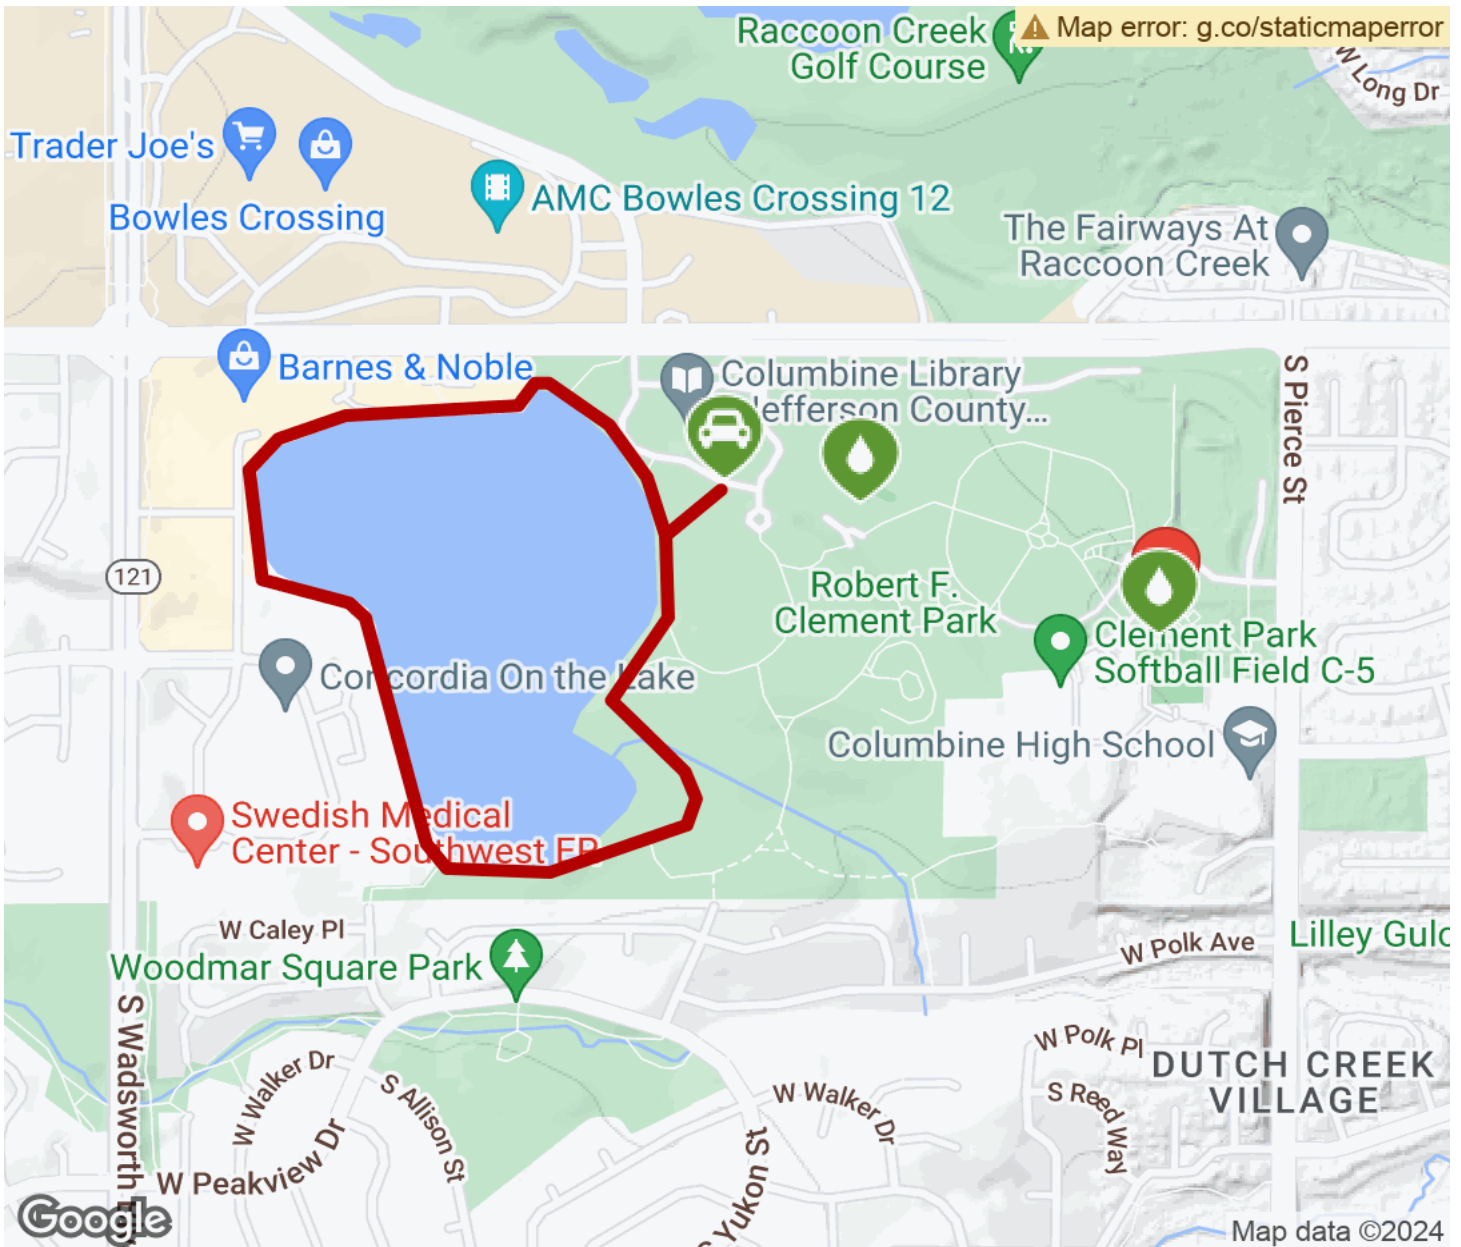 Map error: g.co/staticmaperror
Raccoon Creek
Golf Course
W Long Dr
Trader Joe's
Bowles Crossing
AMC Bowles Crossing 12
The Fairways At
Raccoon Creek
Barnes & Noble
Columbine Library
Jefferson County...
S Pierce St
121
Robert F.
Clement Park
Clement Park
Softball Field C-5
Concordia On the Lake
Columbine High School
Swedish Medical
Center - Southwest ER
W Caley Pl
W Polk Ave
Lilley Gulc
Woodmar Square Park
S Wadsworth
W Polk Pl
DUTCH CREEK
VILLAGE
W Walker Dr
S Allison St
W Walker Dr
S Reed Way
W Peakview Dr
S Yukon St
Google
Map data ©2024